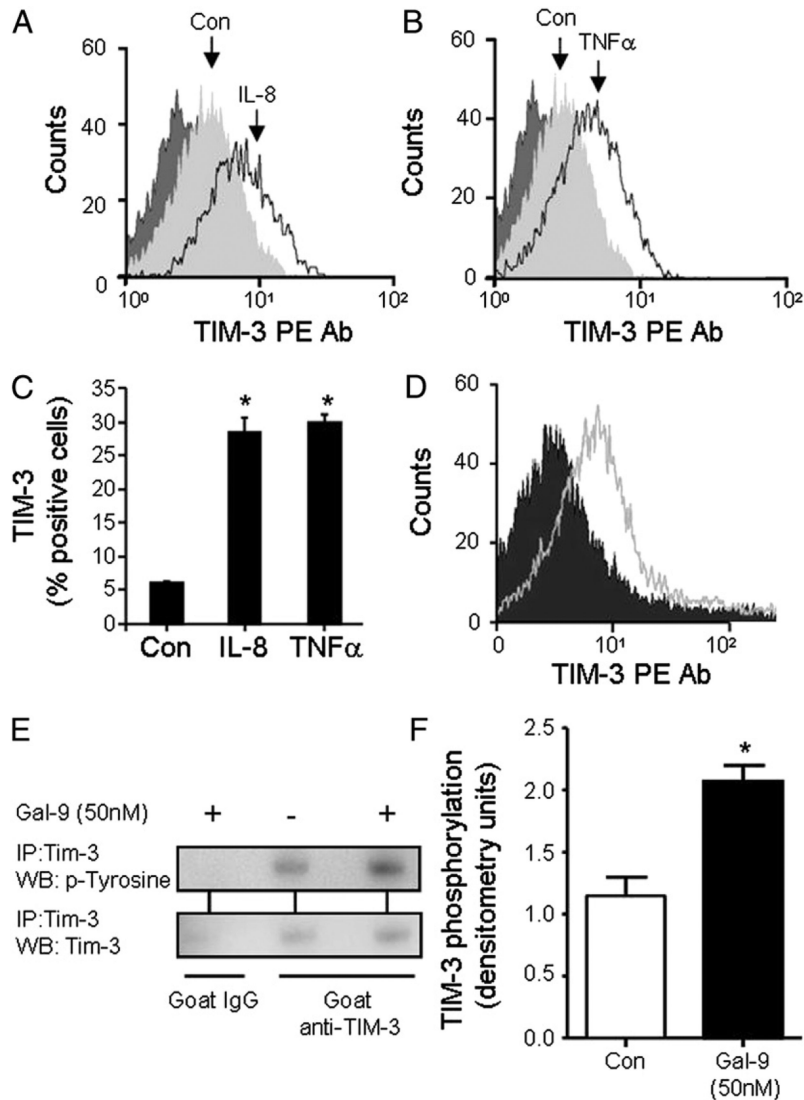 A
Con
IL-8
60
40
20
0
Counts
10⁰
10¹
10²
TIM-3 PE Ab
B
Con
TNFα
60
40
20
0
Counts
10⁰
10¹
10²
TIM-3 PE Ab
C
TIM-3
(% positive cells)
35
30
25
20
15
10
5
0
*
*
Con
IL-8
TNFα
D
60
40
20
0
Counts
0
10¹
10²
TIM-3 PE Ab
E
Gal-9 (50nM)
+
-
+
IP:Tim-3
WB: p-Tyrosine
IP:Tim-3
WB: Tim-3
Goat IgG
Goat
anti-TIM-3
F
TIM-3 phosphorylation
(densitometry units)
2.5
2.0
1.5
1.0
0.5
0.0
*
Con
Gal-9
(50nM)